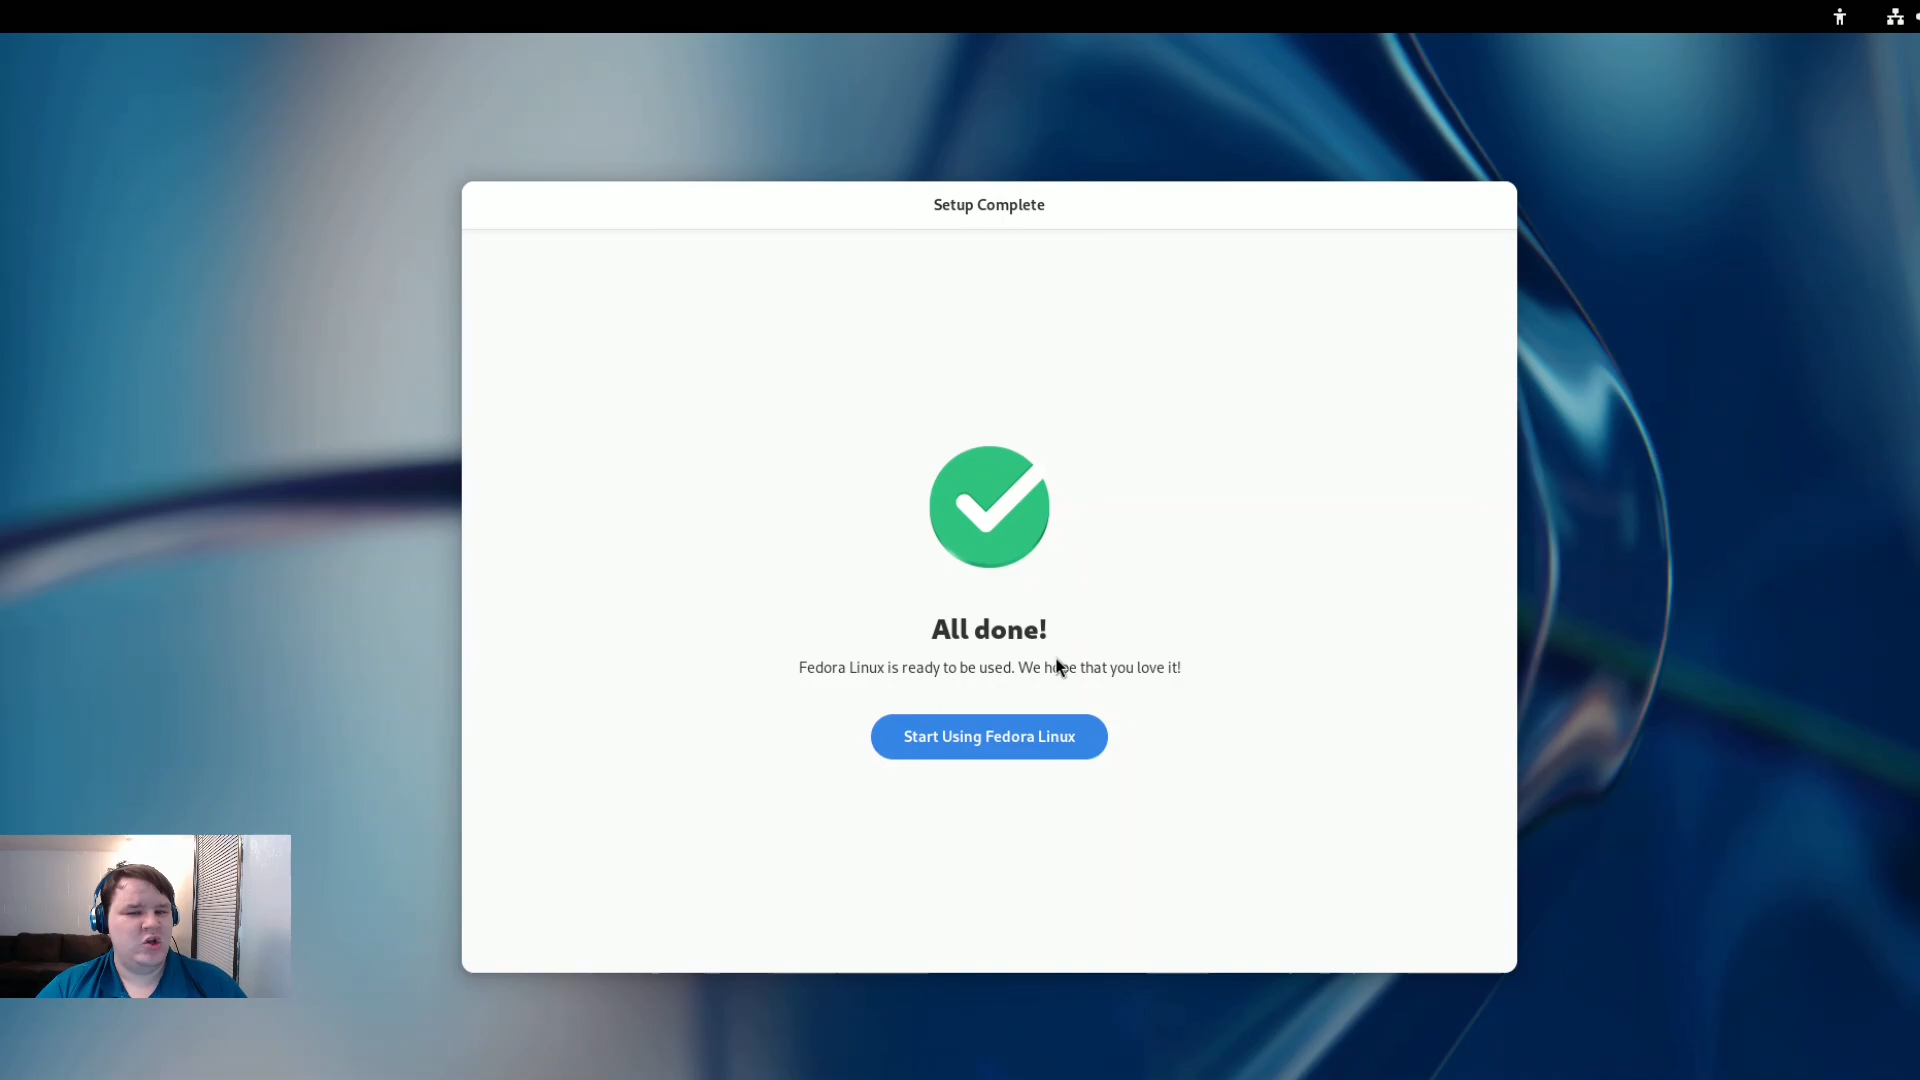 Setup Complete
All done!
Fedora Linux is ready to be used. We hope that you love it!
Start Using Fedora Linux